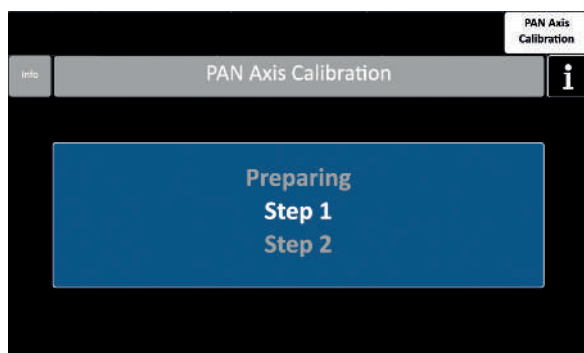 PAN Axis
Calibration
Info
PAN Axis Calibration
i
Preparing
Step 1
Step 2